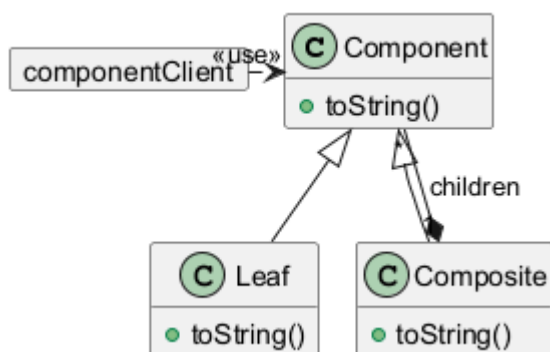 C Component
«use»
componentClient
toString()
children
C Leaf
C Composite
toString()
toString()